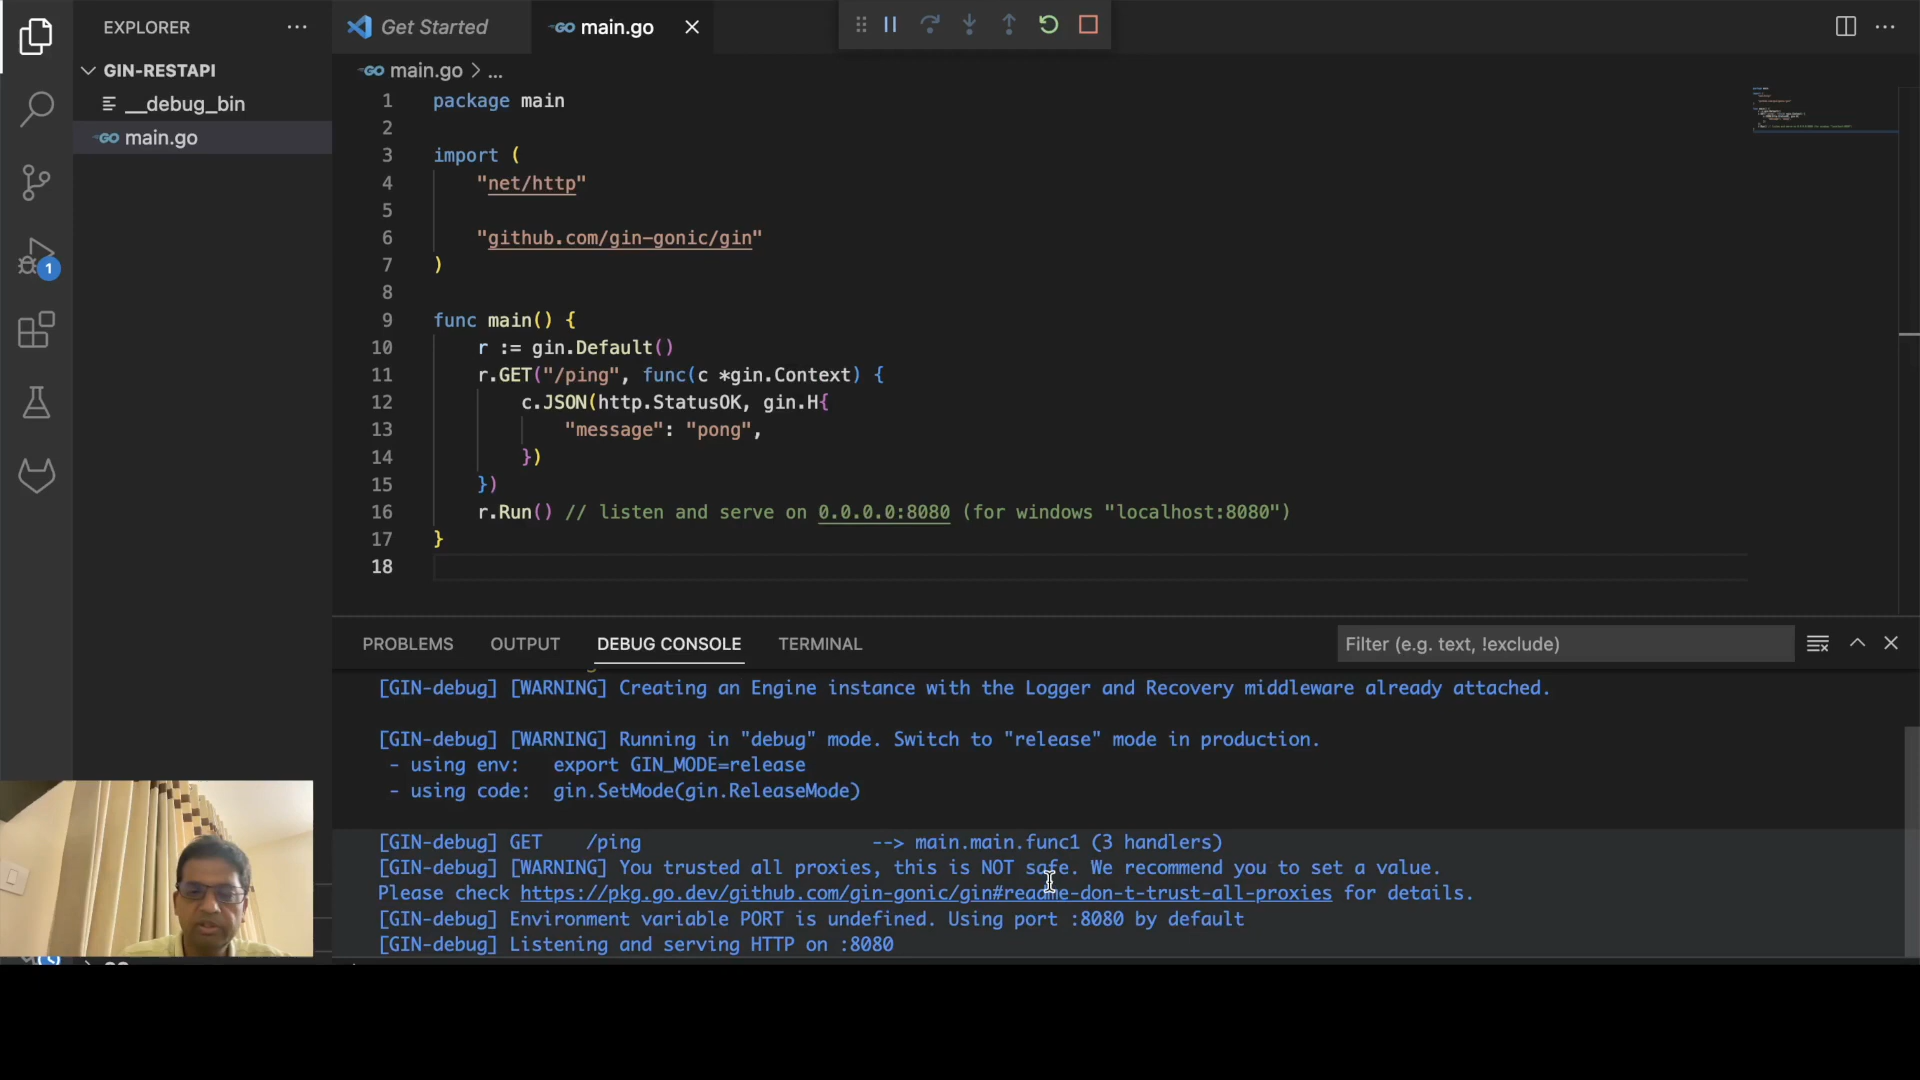 EXPLORER
Get Started
main.go
GIN-RESTAPI
__debug_bin
main.go
1
main.go > ...
1 package main
2
3 import (
4 "net/http"
5
6 "github.com/gin-gonic/gin"
7 )
8
9 func main() {
10 r := gin.Default()
11 r.GET("/ping", func(c *gin.Context) {
12 c.JSON(http.StatusOK, gin.H{
13 "message": "pong",
14 })
15 })
16 r.Run() // listen and serve on 0.0.0.0:8080 (for windows "localhost:8080")
17 }
18
PROBLEMS OUTPUT DEBUG CONSOLE TERMINAL
Filter (e.g. text, !exclude)
[GIN-debug] [WARNING] Creating an Engine instance with the Logger and Recovery middleware already attached.
[GIN-debug] [WARNING] Running in "debug" mode. Switch to "release" mode in production.
- using env: export GIN_MODE=release
- using code: gin.SetMode(gin.ReleaseMode)
[GIN-debug] GET /ping --> main.main.func1 (3 handlers)
[GIN-debug] [WARNING] You trusted all proxies, this is NOT safe. We recommend you to set a value.
Please check https://pkg.go.dev/github.com/gin-gonic/gin#readme-don-t-trust-all-proxies for details.
[GIN-debug] Environment variable PORT is undefined. Using port :8080 by default
[GIN-debug] Listening and serving HTTP on :8080